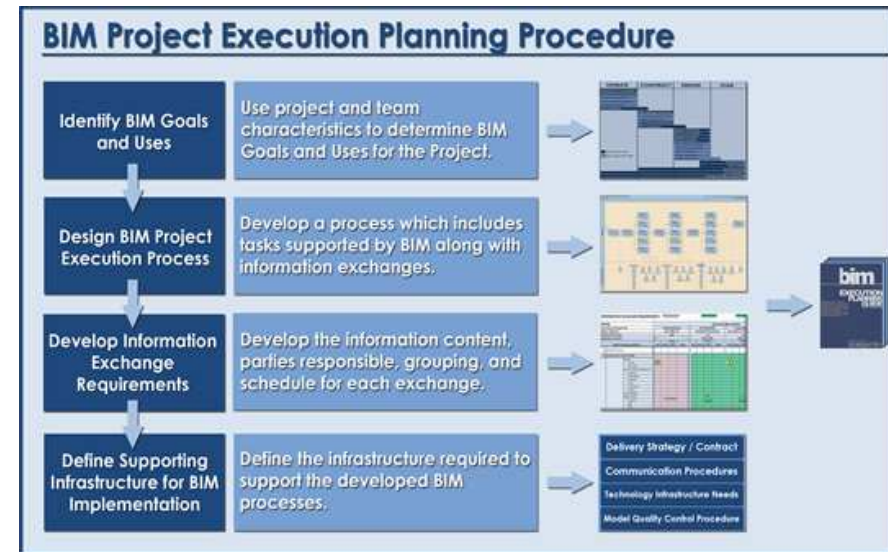 BIM Project Execution Planning Procedure
Identify BIM Goals
and Uses
Use project and team
characteristics to determine BIM
Goals and Uses for the Project.
Design BIM Project
Execution Process
Develop a process which includes
tasks supported by BIM along with
information exchanges.
Develop Information
Exchange
Requirements
Develop the information content,
parties responsible, grouping, and
schedule for each exchange.
Define Supporting
Infrastructure for BIM
Implementation
Define the infrastructure required to
support the developed BIM
processes.
Delivery Strategy / Contract
Communication Procedures
Technology Infrastructure Needs
Model Quality Control Procedure
bim
EXECUTION
PLANNING
GUIDE